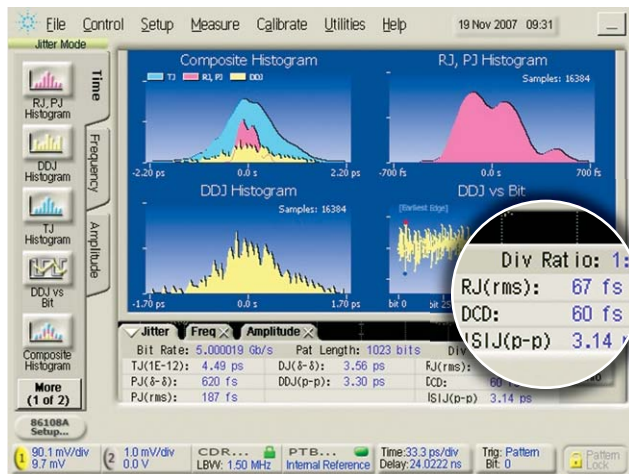 File Control Setup Measure Calibrate Utilities Help 19 Nov 2007 09:31
Jitter Mode
RJ, PJ
Histogram
DDJ
Histogram
TJ
Histogram
DDJ vs
Bit
Composite
Histogram
More
(1 of 2)
86108A
Setup...
Time
Frequency
Amplitude
Composite Histogram
TJ RJ, PJ DDJ
-2.20 ps 0.0 s 2.20 ps
RJ, PJ Histogram
Samples: 16384
-700 fs 0.0 s 700 fs
DDJ Histogram
Samples: 16384
-1.70 ps 0.0 s 1.70 ps
DDJ vs Bit
[Earliest Edge]
bit 0
Div Ratio: 1:
RJ(rms): 67 fs
DCD: 60 fs
ISIJ(p-p) 3.14
Jitter Freq Amplitude
Bit Rate: 5.000019 Gb/s Pat Length: 1023 bits Div
TJ(1E-12): 4.49 ps DJ(δ-δ): 3.56 ps RJ(rms):
PJ(δ-δ): 620 fs DDJ(p-p): 3.30 ps DCD: 60
PJ(rms): 187 fs ISIJ(p-p) 3.14 ps
1 90.1 mV/div
9.7 mV
2 1.0 mV/div
0.0 V
CDR...
LBW: 1.50 MHz
PTB...
Internal Reference
Time:33.3 ps/div
Delay:24.0222 ns
Trig: Pattern
Bit: 0
Pattern
Lock